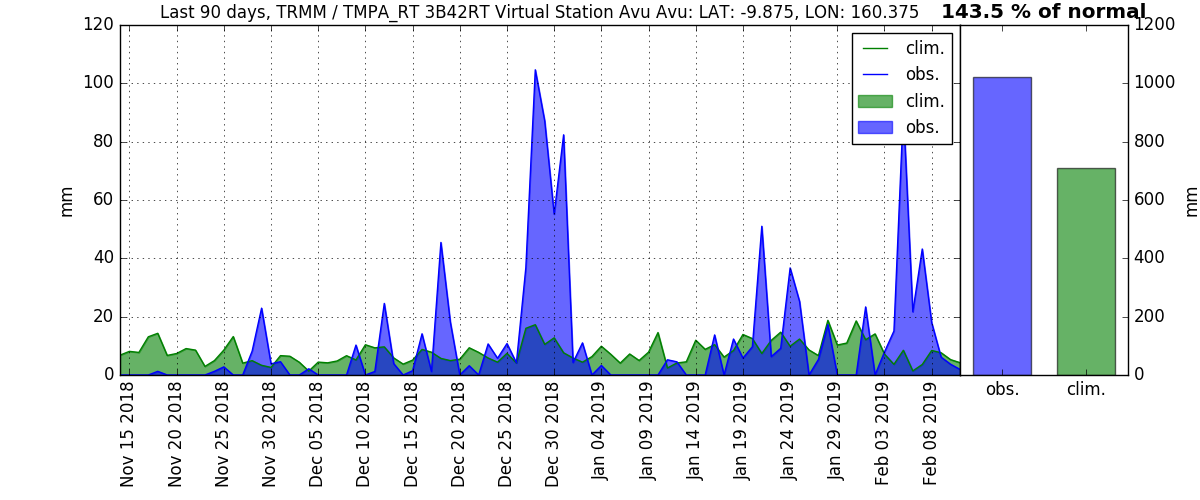 Last 90 days, TRMM / TMPA_RT 3B42RT Virtual Station Avu Avu: LAT: -9.875, LON: 160.375
143.5 % of normal
120
100
80
60
40
20
0
mm
clim.
obs.
clim.
obs.
1200
1000
800
600
400
200
0
mm
Nov 15 2018
Nov 20 2018
Nov 25 2018
Nov 30 2018
Dec 05 2018
Dec 10 2018
Dec 15 2018
Dec 20 2018
Dec 25 2018
Dec 30 2018
Jan 04 2019
Jan 09 2019
Jan 14 2019
Jan 19 2019
Jan 24 2019
Jan 29 2019
Feb 03 2019
Feb 08 2019
obs.
clim.